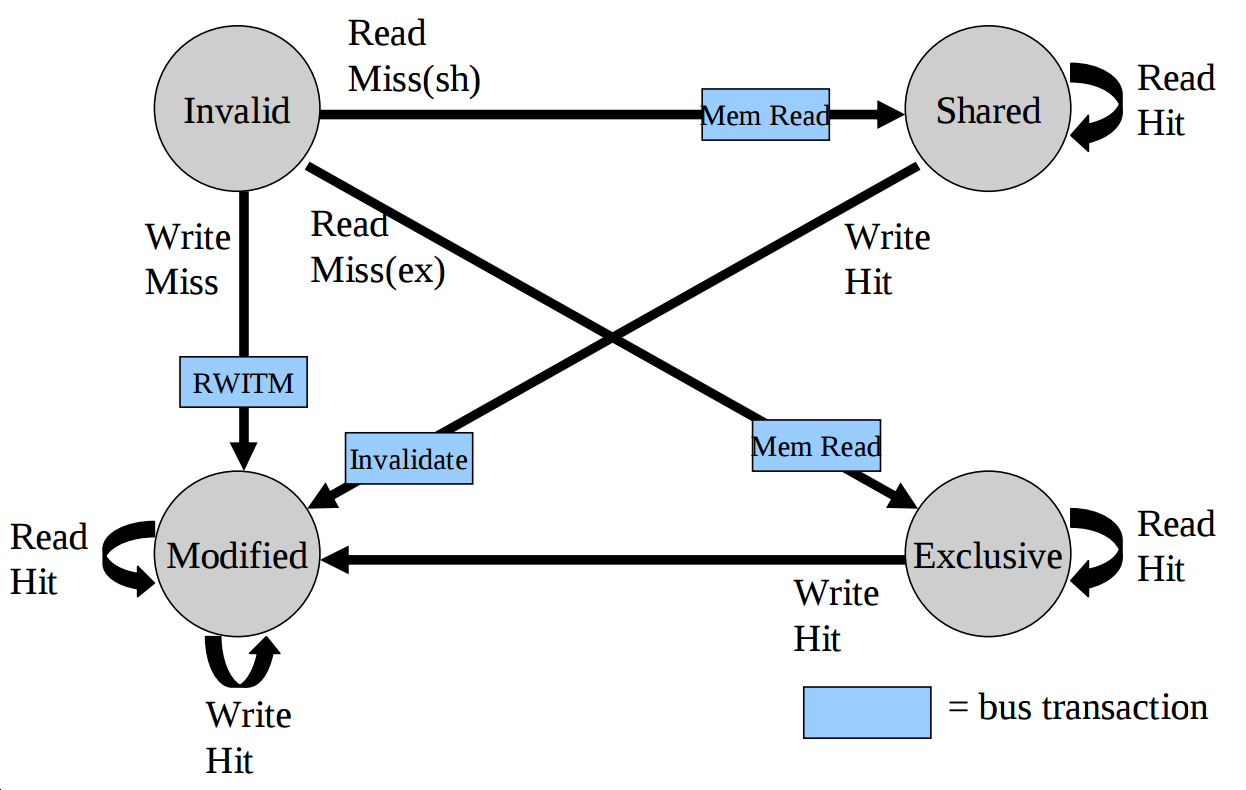 Read
Miss(sh)
Invalid
Mem Read
Shared
Read
Hit
Write
Miss
Read
Miss(ex)
Write
Hit
RWITM
Invalidate
Mem Read
Read
Hit
Modified
Exclusive
Read
Hit
Write
Hit
Write
Hit
= bus transaction